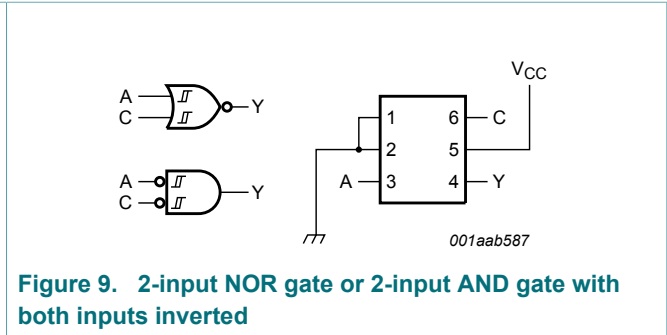 A
C
Y
A
C
Y
VCC
1
6
C
2
5
A
3
4
Y
001aab587
Figure 9. 2-input NOR gate or 2-input AND gate with
both inputs inverted